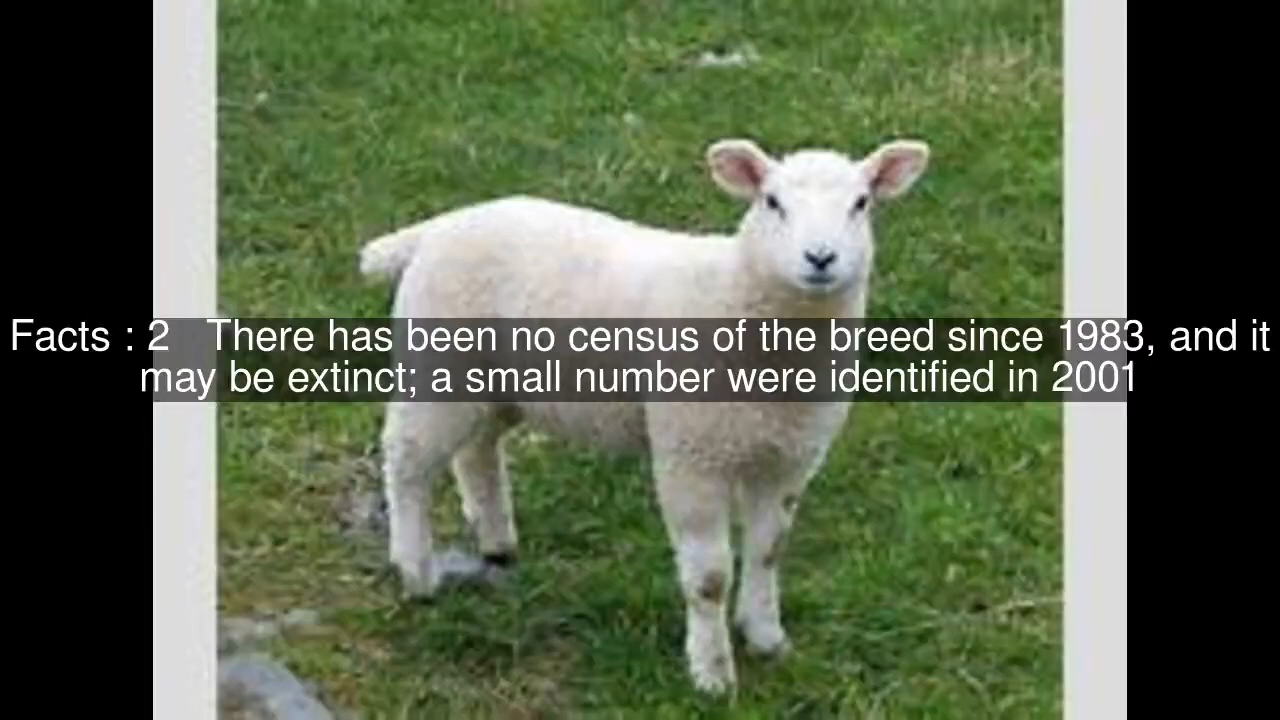 Facts : 2   There has been no census of the breed since 1983, and it
may be extinct; a small number were identified in 2001